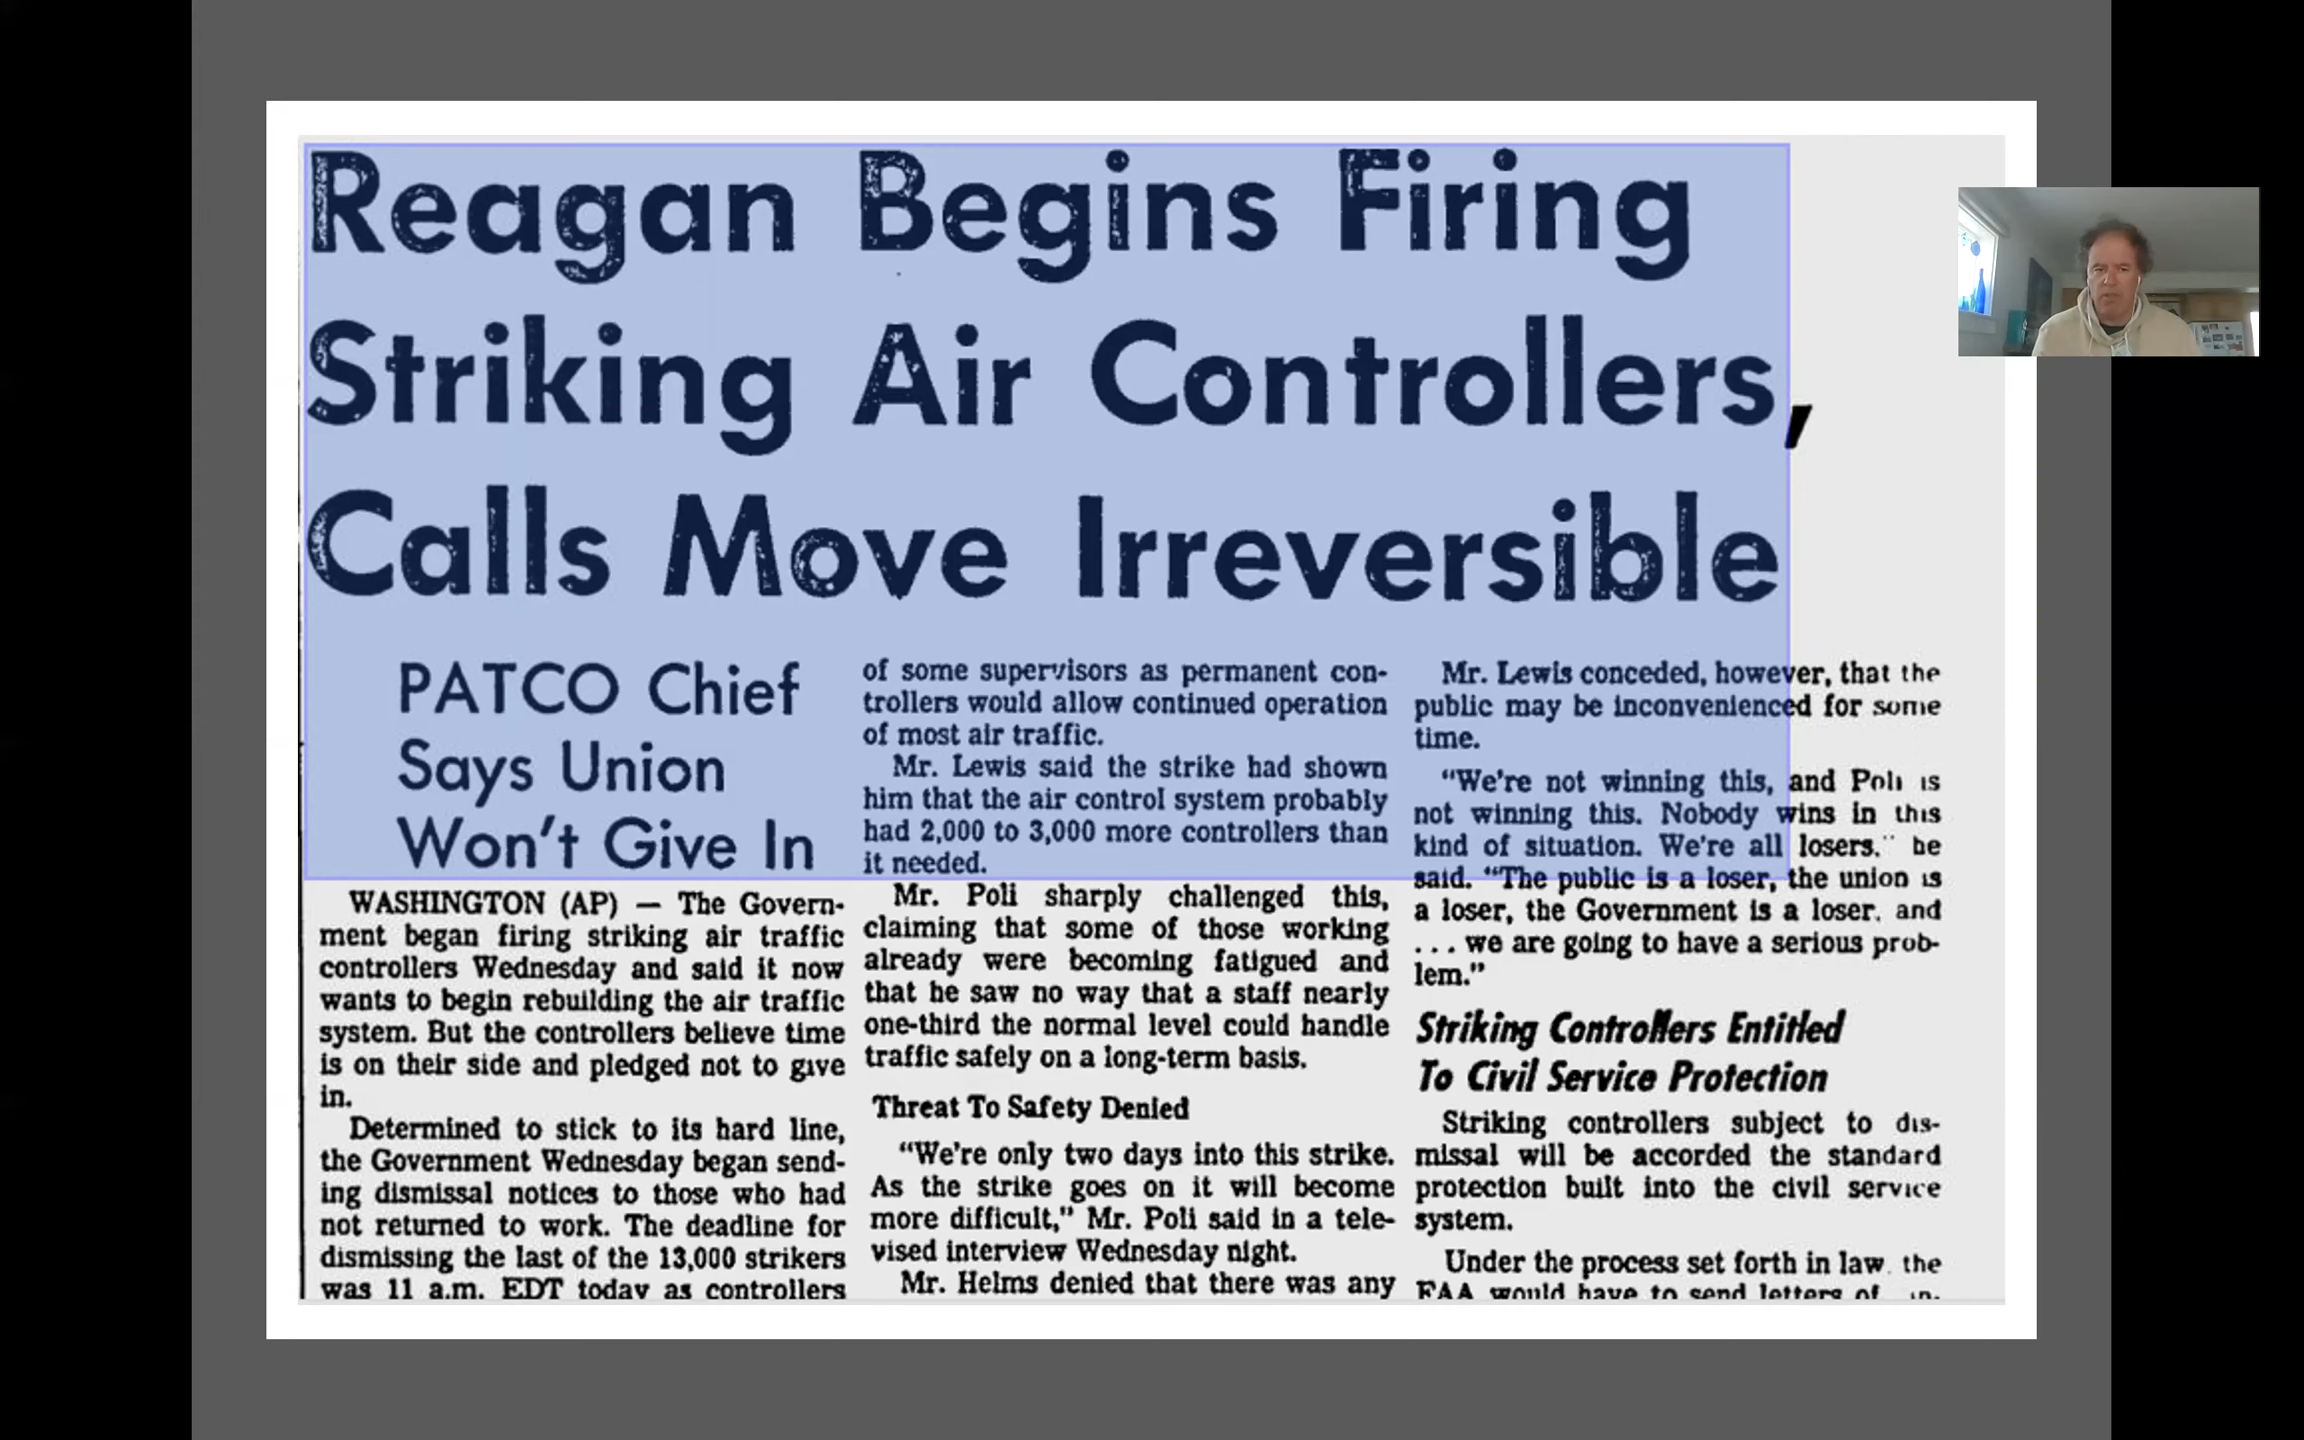 Reagan Begins Firing
Striking Air Controllers,
Calls Move Irreversible
PATCO Chief
Says Union
Won't Give In
WASHINGTON (AP) — The Govern-
ment began firing striking air traffic
controllers Wednesday and said it now
wants to begin rebuilding the air traffic
system. But the controllers believe time
is on their side and pledged not to give
in.
Determined to stick to its hard line,
the Government Wednesday began send-
ing dismissal notices to those who had
not returned to work. The deadline for
dismissing the last of the 13,000 strikers
was 11 a.m. EDT today as controllers
of some supervisors as permanent con-
trollers would allow continued operation
of most air traffic.
Mr. Lewis said the strike had shown
him that the air control system probably
had 2,000 to 3,000 more controllers than
it needed.
Mr. Poli sharply challenged this,
claiming that some of those working
already were becoming fatigued and
that he saw no way that a staff nearly
one-third the normal level could handle
traffic safely on a long-term basis.
Threat To Safety Denied
"We're only two days into this strike.
As the strike goes on it will become
more difficult," Mr. Poli said in a tele-
vised interview Wednesday night.
Mr. Helms denied that there was any
Mr. Lewis conceded, however, that the
public may be inconvenienced for some
time.
"We're not winning this, and Poli is
not winning this. Nobody wins in this
kind of situation. We're all losers." he
said. "The public is a loser, the union is
a loser, the Government is a loser. and
... we are going to have a serious prob-
lem."
Striking Controllers Entitled
To Civil Service Protection
Striking controllers subject to dis-
missal will be accorded the standard
protection built into the civil service
system.
Under the process set forth in law. the
FAA would have to send letters of in-